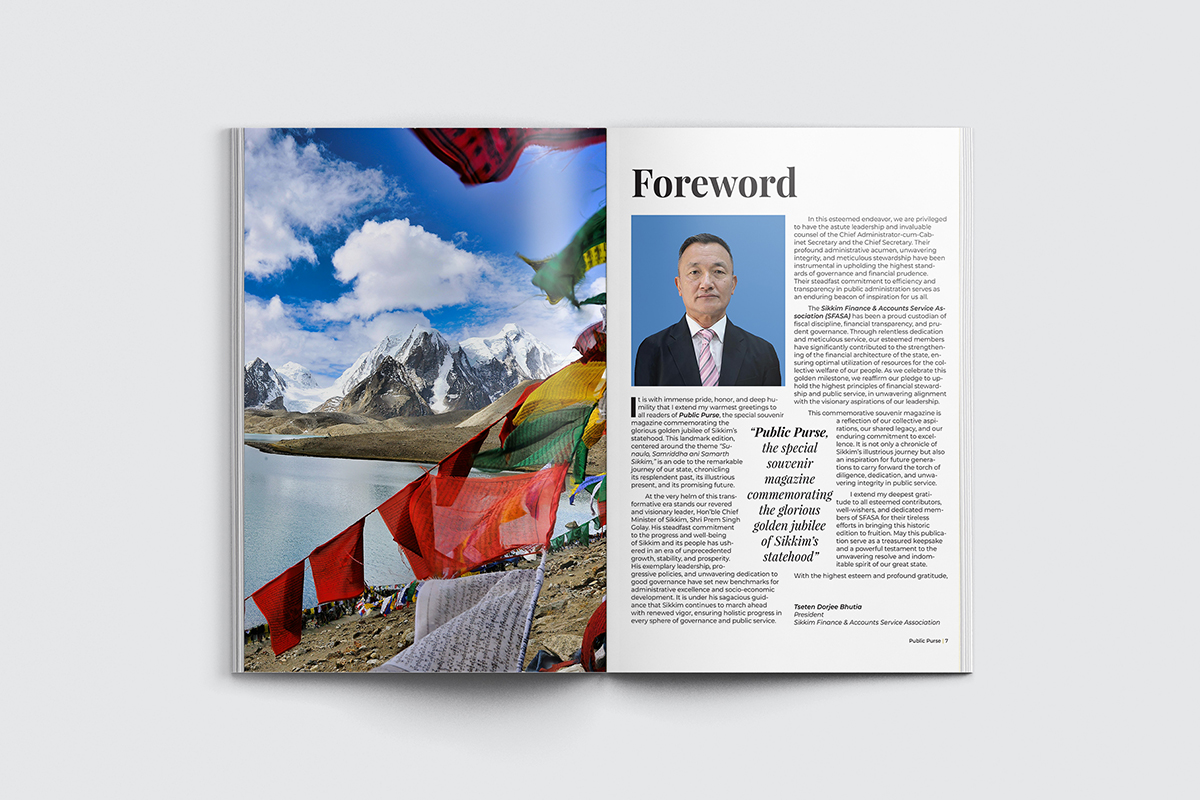 Foreword
It is with immense pride, honor, and deep hu-
mility that I extend my warmest greetings to
all readers of Public Purse, the special souvenir
magazine commemorating the
glorious golden jubilee of Sikkim's
statehood. This landmark edition,
centered around the theme "Su-
naulo, Samriddha ani Samarth
Sikkim," is an ode to the remarkable
journey of our state, chronicling
its resplendent past, its illustrious
present, and its promising future.
At the very helm of this trans-
formative era stands our revered
and visionary leader, Hon'ble Chief
Minister of Sikkim, Shri Prem Singh
Golay. His steadfast commitment
to the progress and well-being
of Sikkim and its people has ush-
ered in an era of unprecedented
growth, stability, and prosperity.
His exemplary leadership, pro-
gressive policies, and unwavering dedication to
good governance have set new benchmarks for
administrative excellence and socio-economic
development. It is under his sagacious guid-
ance that Sikkim continues to march ahead
with renewed vigor, ensuring holistic progress in
every sphere of governance and public service.
"Public Purse,
the special
souvenir
magazine
commemorating
the glorious
golden jubilee
of Sikkim's
statehood"
In this esteemed endeavor, we are privileged
to have the astute leadership and invaluable
counsel of the Chief Administrator-cum-Cab-
inet Secretary and the Chief Secretary. Their
profound administrative acumen, unwavering
integrity, and meticulous stewardship have been
instrumental in upholding the highest stand-
ards of governance and financial prudence.
Their steadfast commitment to efficiency and
transparency in public administration serves as
an enduring beacon of inspiration for us all.
The Sikkim Finance & Accounts Service As-
sociation (SFASA) has been a proud custodian of
fiscal discipline, financial transparency, and pru-
dent governance. Through relentless dedication
and meticulous service, our esteemed members
have significantly contributed to the strengthen-
ing of the financial architecture of the state, en-
suring optimal utilization of resources for the col-
lective welfare of our people. As we celebrate this
golden milestone, we reaffirm our pledge to up-
hold the highest principles of financial steward-
ship and public service, in unwavering alignment
with the visionary aspirations of our leadership.
This commemorative souvenir magazine is
a reflection of our collective aspi-
rations, our shared legacy, and our
enduring commitment to excel-
lence. It is not only a chronicle of
Sikkim's illustrious journey but also
an inspiration for future genera-
tions to carry forward the torch of
diligence, dedication, and unwa-
vering integrity in public service.
I extend my deepest grati-
tude to all esteemed contributors,
well-wishers, and dedicated mem-
bers of SFASA for their tireless
efforts in bringing this historic
edition to fruition. May this publica-
tion serve as a treasured keepsake
and a powerful testament to the
unwavering resolve and indom-
itable spirit of our great state.
With the highest esteem and profound gratitude,
Tseten Dorjee Bhutia
President
Sikkim Finance & Accounts Service Association
Public Purse | 7